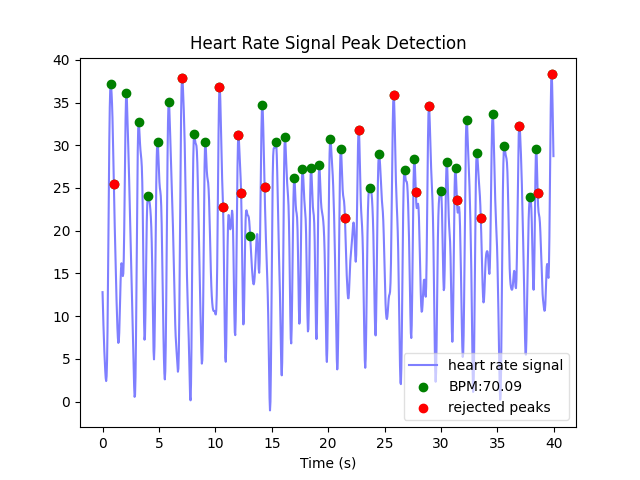 Heart Rate Signal Peak Detection
40
35
30
25
20
15
10
5
0
0 5 10 15 20 25 30 35 40
Time (s)
heart rate signal
BPM:70.09
rejected peaks